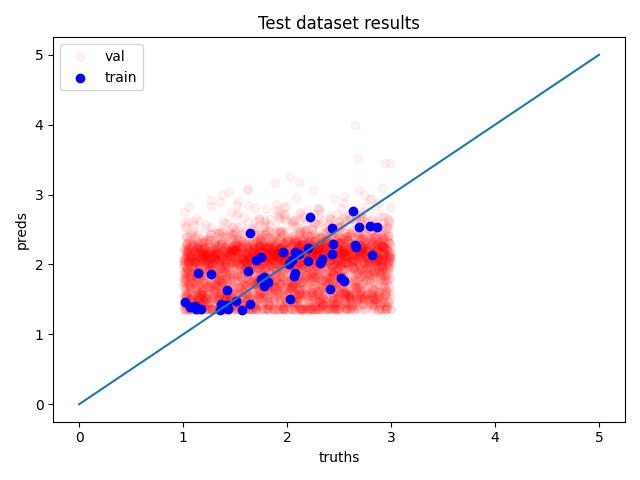 Test dataset results
val
train
preds
5
4
3
2
1
0
0 1 2 3 4 5
truths